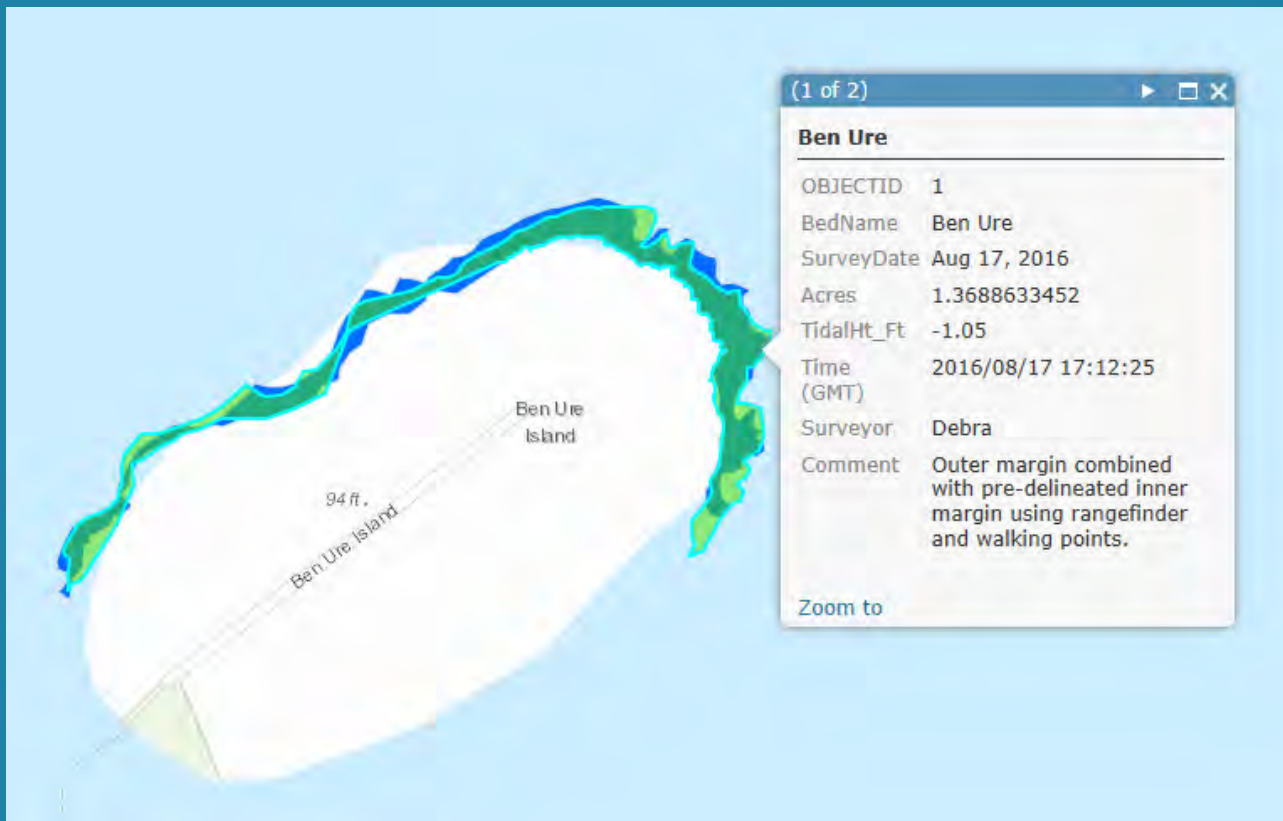 (1 of 2)
Ben Ure
OBJECTID 1
BedName Ben Ure
SurveyDate Aug 17, 2016
Acres 1.3688633452
TidalHt_Ft -1.05
Time 2016/08/17 17:12:25
(GMT)
Surveyor Debra
Comment Outer margin combined
with pre-delineated inner
margin using rangefinder
and walking points.
Zoom to
Ben Ure
Island
94 ft.
Ben Ure Island